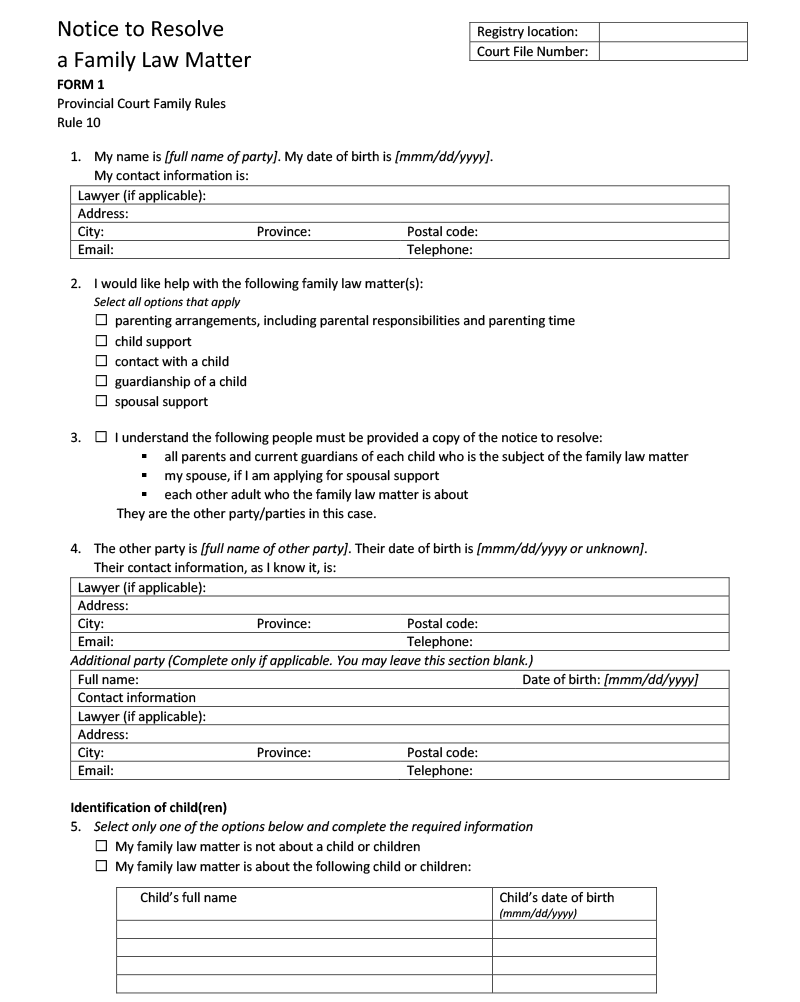 Notice to Resolve
a Family Law Matter
FORM 1
Provincial Court Family Rules
Rule 10
Registry location:
Court File Number:
1. My name is [full name of party]. My date of birth is [mmm/dd/yyyy].
My contact information is:
Lawyer (if applicable):
Address:
City: Province: Postal code:
Email: Telephone:
2. I would like help with the following family law matter(s):
Select all options that apply
☐ parenting arrangements, including parental responsibilities and parenting time
☐ child support
☐ contact with a child
☐ guardianship of a child
☐ spousal support
3. ☐ I understand the following people must be provided a copy of the notice to resolve:
▪ all parents and current guardians of each child who is the subject of the family law matter
▪ my spouse, if I am applying for spousal support
▪ each other adult who the family law matter is about
They are the other party/parties in this case.
4. The other party is [full name of other party]. Their date of birth is [mmm/dd/yyyy or unknown].
Their contact information, as I know it, is:
Lawyer (if applicable):
Address:
City: Province: Postal code:
Email: Telephone:
Additional party (Complete only if applicable. You may leave this section blank.)
Full name: Date of birth: [mmm/dd/yyyy]
Contact information
Lawyer (if applicable):
Address:
City: Province: Postal code:
Email: Telephone:
Identification of child(ren)
5. Select only one of the options below and complete the required information
☐ My family law matter is not about a child or children
☐ My family law matter is about the following child or children:
Child's full name Child's date of birth
(mmm/dd/yyyy)